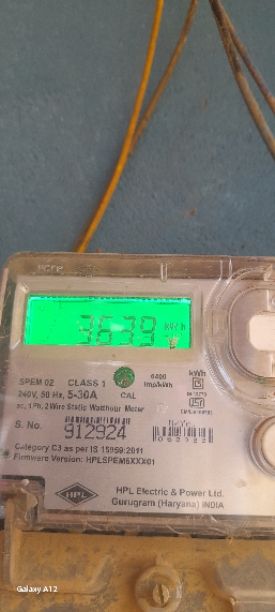 3639 kWh
SPEM 02 CLASS 1
6400 imp/kWh
kWh
240V, 50 Hz, 5-30A
CAL
ac, 1Ph, 2 Wire Static Watthour Meter
S. No.
912924
Category C3 as per IS 15959:2011
Firmware Version: HPLSPEM5XXX01
HPL
HPL Electric & Power Ltd.
Gurugram (Haryana) INDIA
Galaxy A12